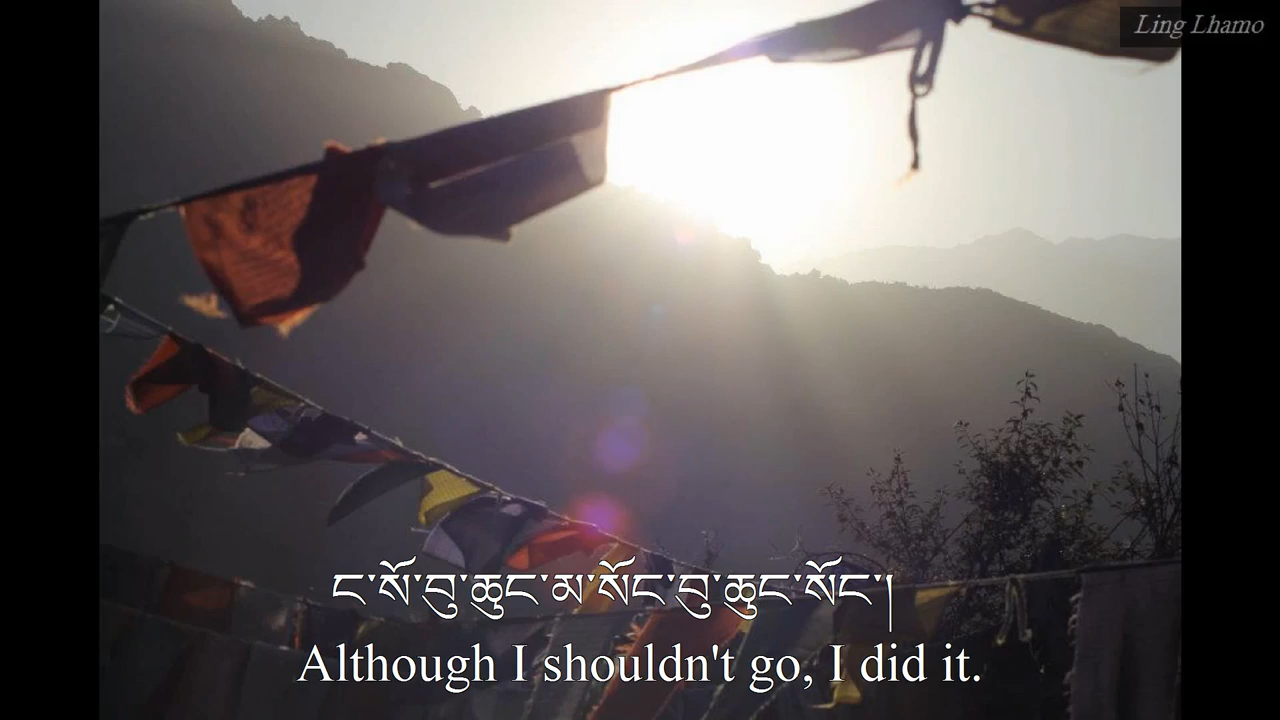 Ling Lhamo
ང་སོ་བུ་ཆུང་མ་སོང་བུ་ཆུང་སོང་།
Although I shouldn't go, I did it.